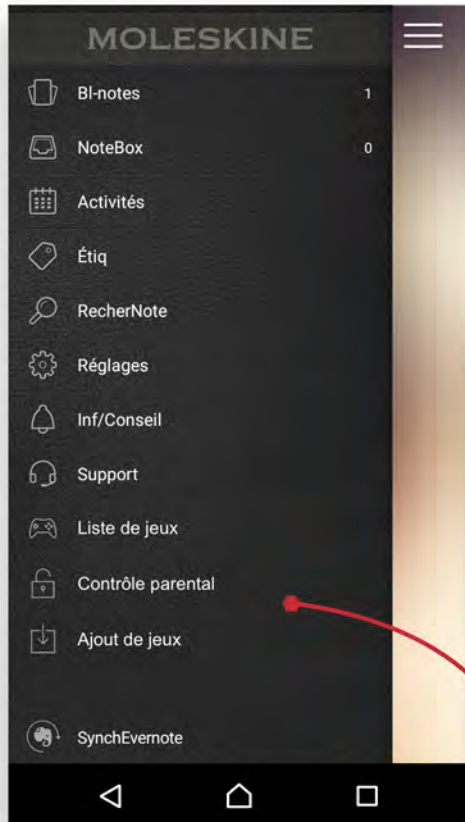 MOLESKINE
Bl-notes 1
NoteBox 0
Activités
Étiq
RecherNote
Réglages
Inf/Conseil
Support
Liste de jeux
Contrôle parental
Ajout de jeux
SynchEvernote